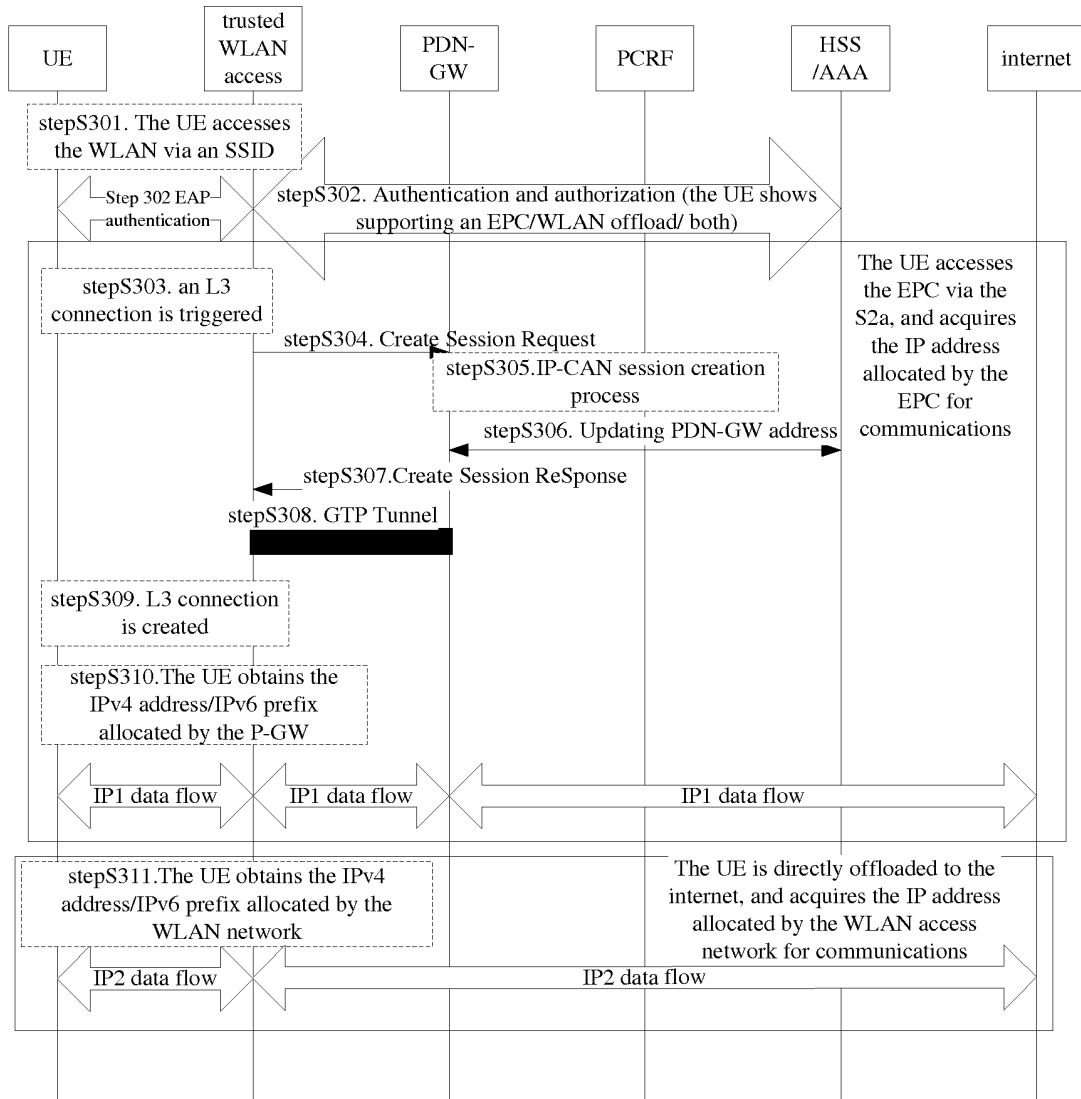 UE
trusted
WLAN
access
PDN-
GW
PCRF
HSS
/AAA
internet
stepS301. The UE accesses
the WLAN via an SSID
Step 302 EAP
authentication
stepS302. Authentication and authorization (the UE shows
supporting an EPC/WLAN offload/ both)
The UE accesses
the EPC via the
S2a, and acquires
the IP address
allocated by the
EPC for
communications
stepS303. an L3
connection is triggered
stepS304. Create Session Request
stepS305.IP-CAN session creation
process
stepS306. Updating PDN-GW address
stepS307.Create Session ReSponse
stepS308. GTP Tunnel
stepS309. L3 connection
is created
stepS310.The UE obtains the
IPv4 address/IPv6 prefix
allocated by the P-GW
IP1 data flow
IP1 data flow
IP1 data flow
stepS311.The UE obtains the IPv4
address/IPv6 prefix allocated by the
WLAN network
The UE is directly offloaded to the
internet, and acquires the IP address
allocated by the WLAN access
network for communications
IP2 data flow
IP2 data flow